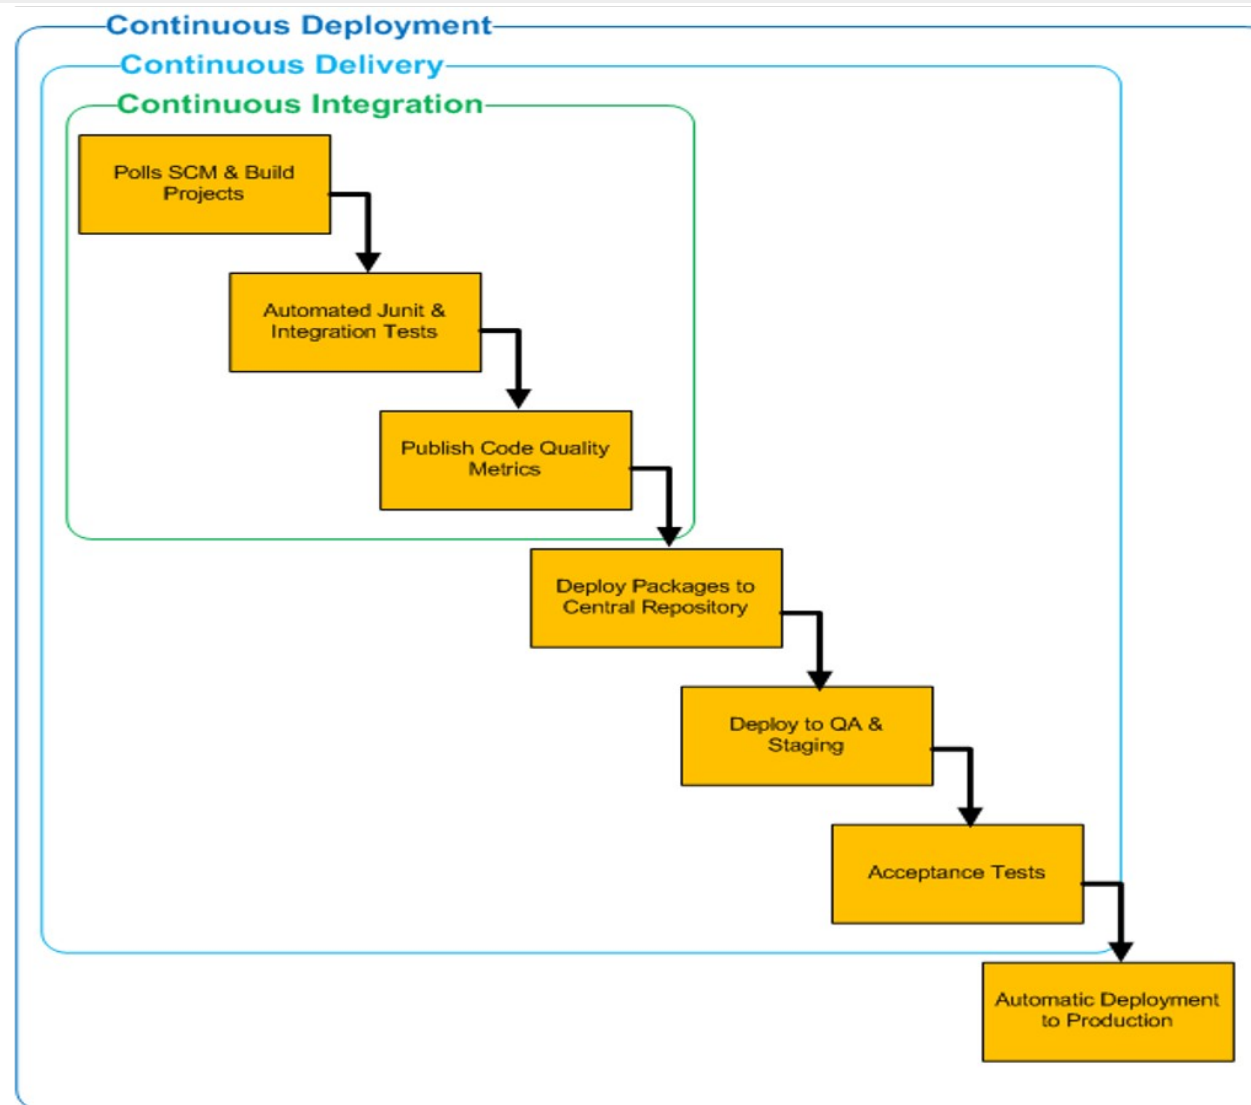 Continuous Deployment
Continuous Delivery
Continuous Integration
Polls SCM & Build
Projects
Automated Junit &
Integration Tests
Publish Code Quality
Metrics
Deploy Packages to
Central Repository
Deploy to QA &
Staging
Acceptance Tests
Automatic Deployment
to Production